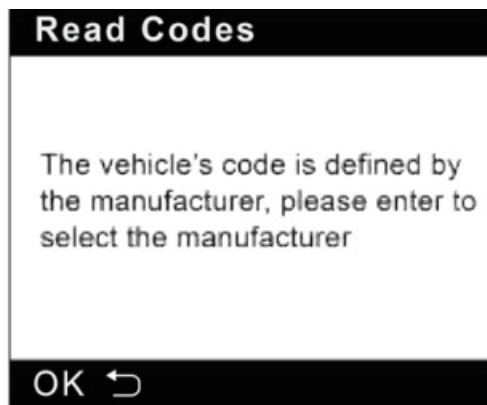 Read Codes
The vehicle's code is defined by
the manufacturer, please enter to
select the manufacturer
OK